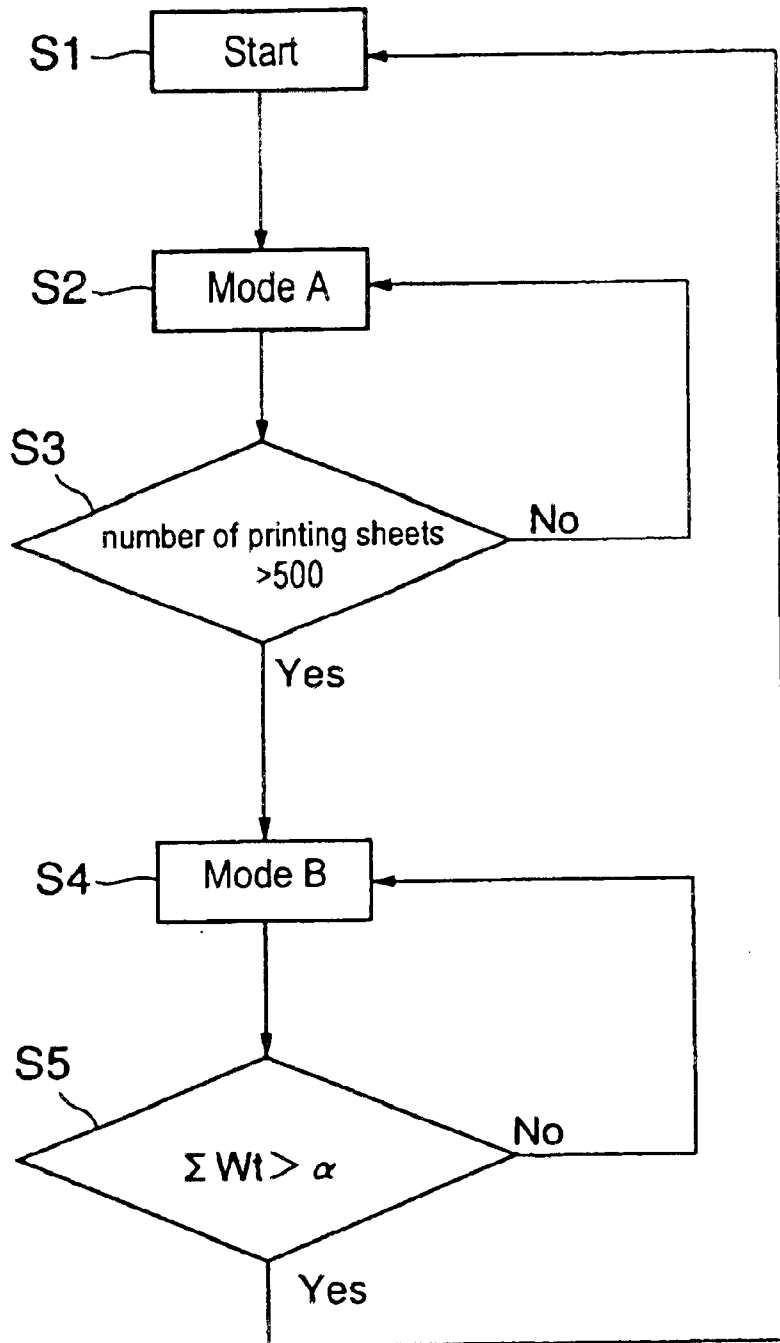 S1
Start
S2
Mode A
S3
number of printing sheets
>500
No
Yes
S4
Mode B
S5
Σ Wt > α
No
Yes